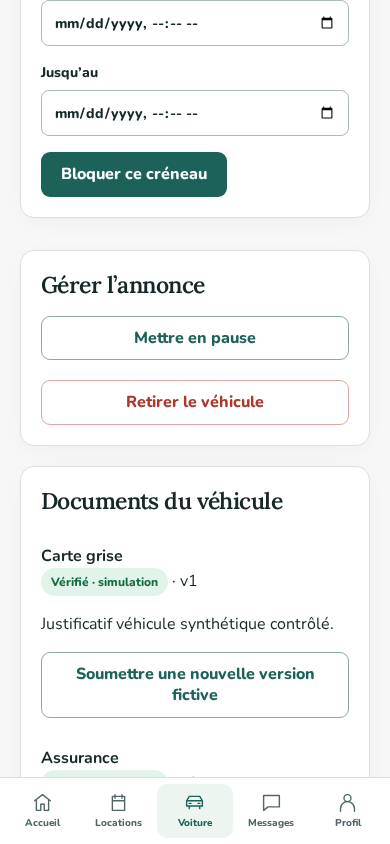 mm/dd/yyyy, --:-- --
Jusqu’au
mm/dd/yyyy, --:-- --
Bloquer ce créneau
Gérer l’annonce
Mettre en pause
Retirer le véhicule
Documents du véhicule
Carte grise
Vérifié · simulation · v1
Justificatif véhicule synthétique contrôlé.
Soumettre une nouvelle version
fictive
Assurance
Accueil
Locations
Voiture
Messages
Profil